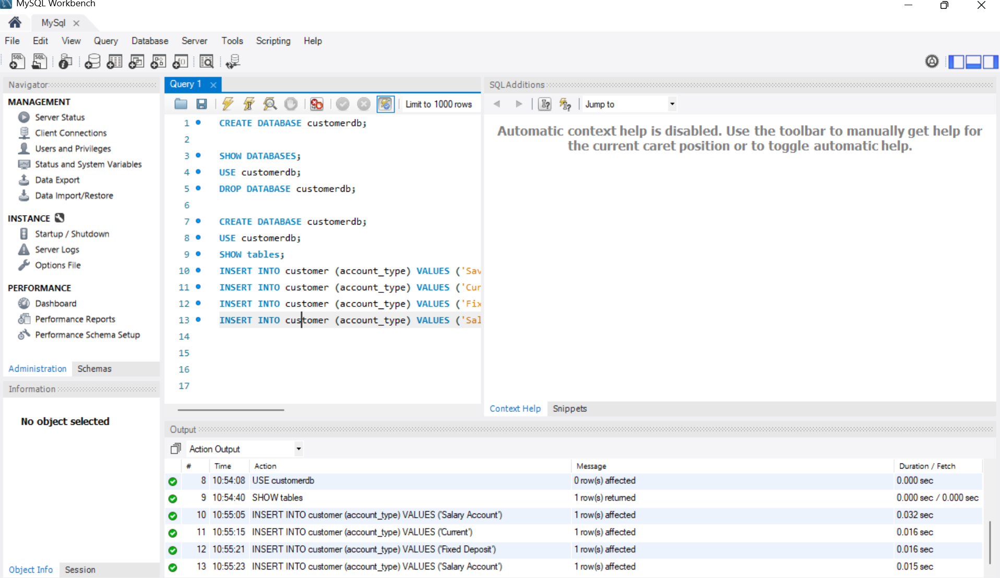 MySQL Workbench
MySql
File Edit View Query Database Server Tools Scripting Help
Navigator
MANAGEMENT
Server Status
Client Connections
Users and Privileges
Status and System Variables
Data Export
Data Import/Restore
INSTANCE
Startup / Shutdown
Server Logs
Options File
PERFORMANCE
Dashboard
Performance Reports
Performance Schema Setup
Administration Schemas
Information
No object selected
Object Info Session
Query 1
Limit to 1000 rows
1 CREATE DATABASE customerdb;
2
3 SHOW DATABASES;
4 USE customerdb;
5 DROP DATABASE customerdb;
6
7 CREATE DATABASE customerdb;
8 USE customerdb;
9 SHOW tables;
10 INSERT INTO customer (account_type) VALUES ('Sav
11 INSERT INTO customer (account_type) VALUES ('Cur
12 INSERT INTO customer (account_type) VALUES ('Fix
13 INSERT INTO customer (account_type) VALUES ('Sal
14
15
16
17
SQLAdditions
Jump to
Automatic context help is disabled. Use the toolbar to manually get help for
the current caret position or to toggle automatic help.
Context Help Snippets
Output
Action Output
# Time Action Message Duration / Fetch
8 10:54:08 USE customerdb 0 row(s) affected 0.000 sec
9 10:54:40 SHOW tables 1 row(s) returned 0.000 sec / 0.000 sec
10 10:55:05 INSERT INTO customer (account_type) VALUES ('Salary Account') 1 row(s) affected 0.032 sec
11 10:55:15 INSERT INTO customer (account_type) VALUES ('Current') 1 row(s) affected 0.016 sec
12 10:55:21 INSERT INTO customer (account_type) VALUES ('Fixed Deposit') 1 row(s) affected 0.016 sec
13 10:55:23 INSERT INTO customer (account_type) VALUES ('Salary Account') 1 row(s) affected 0.015 sec